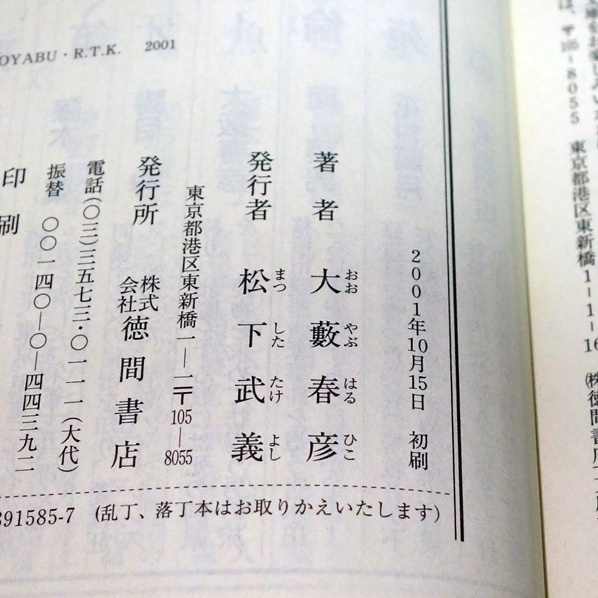 OYABU・R.T.K. 2001
2001年10月15日 初刷
著者 大藪春彦
おお やぶ はる ひこ
発行者 松下武義
まつ した たけ よし
東京都港区東新橋一ー一〒105-8055
発行所 株式会社 徳間書店
電話(〇三)三五七三・〇一一一(大代)
振替 〇〇一四〇ー〇ー四四三九二
印刷
891585-7 (乱丁、落丁本はお取りかえいたします)
は、〒105-8055 東京都港区東新橋1-1-16